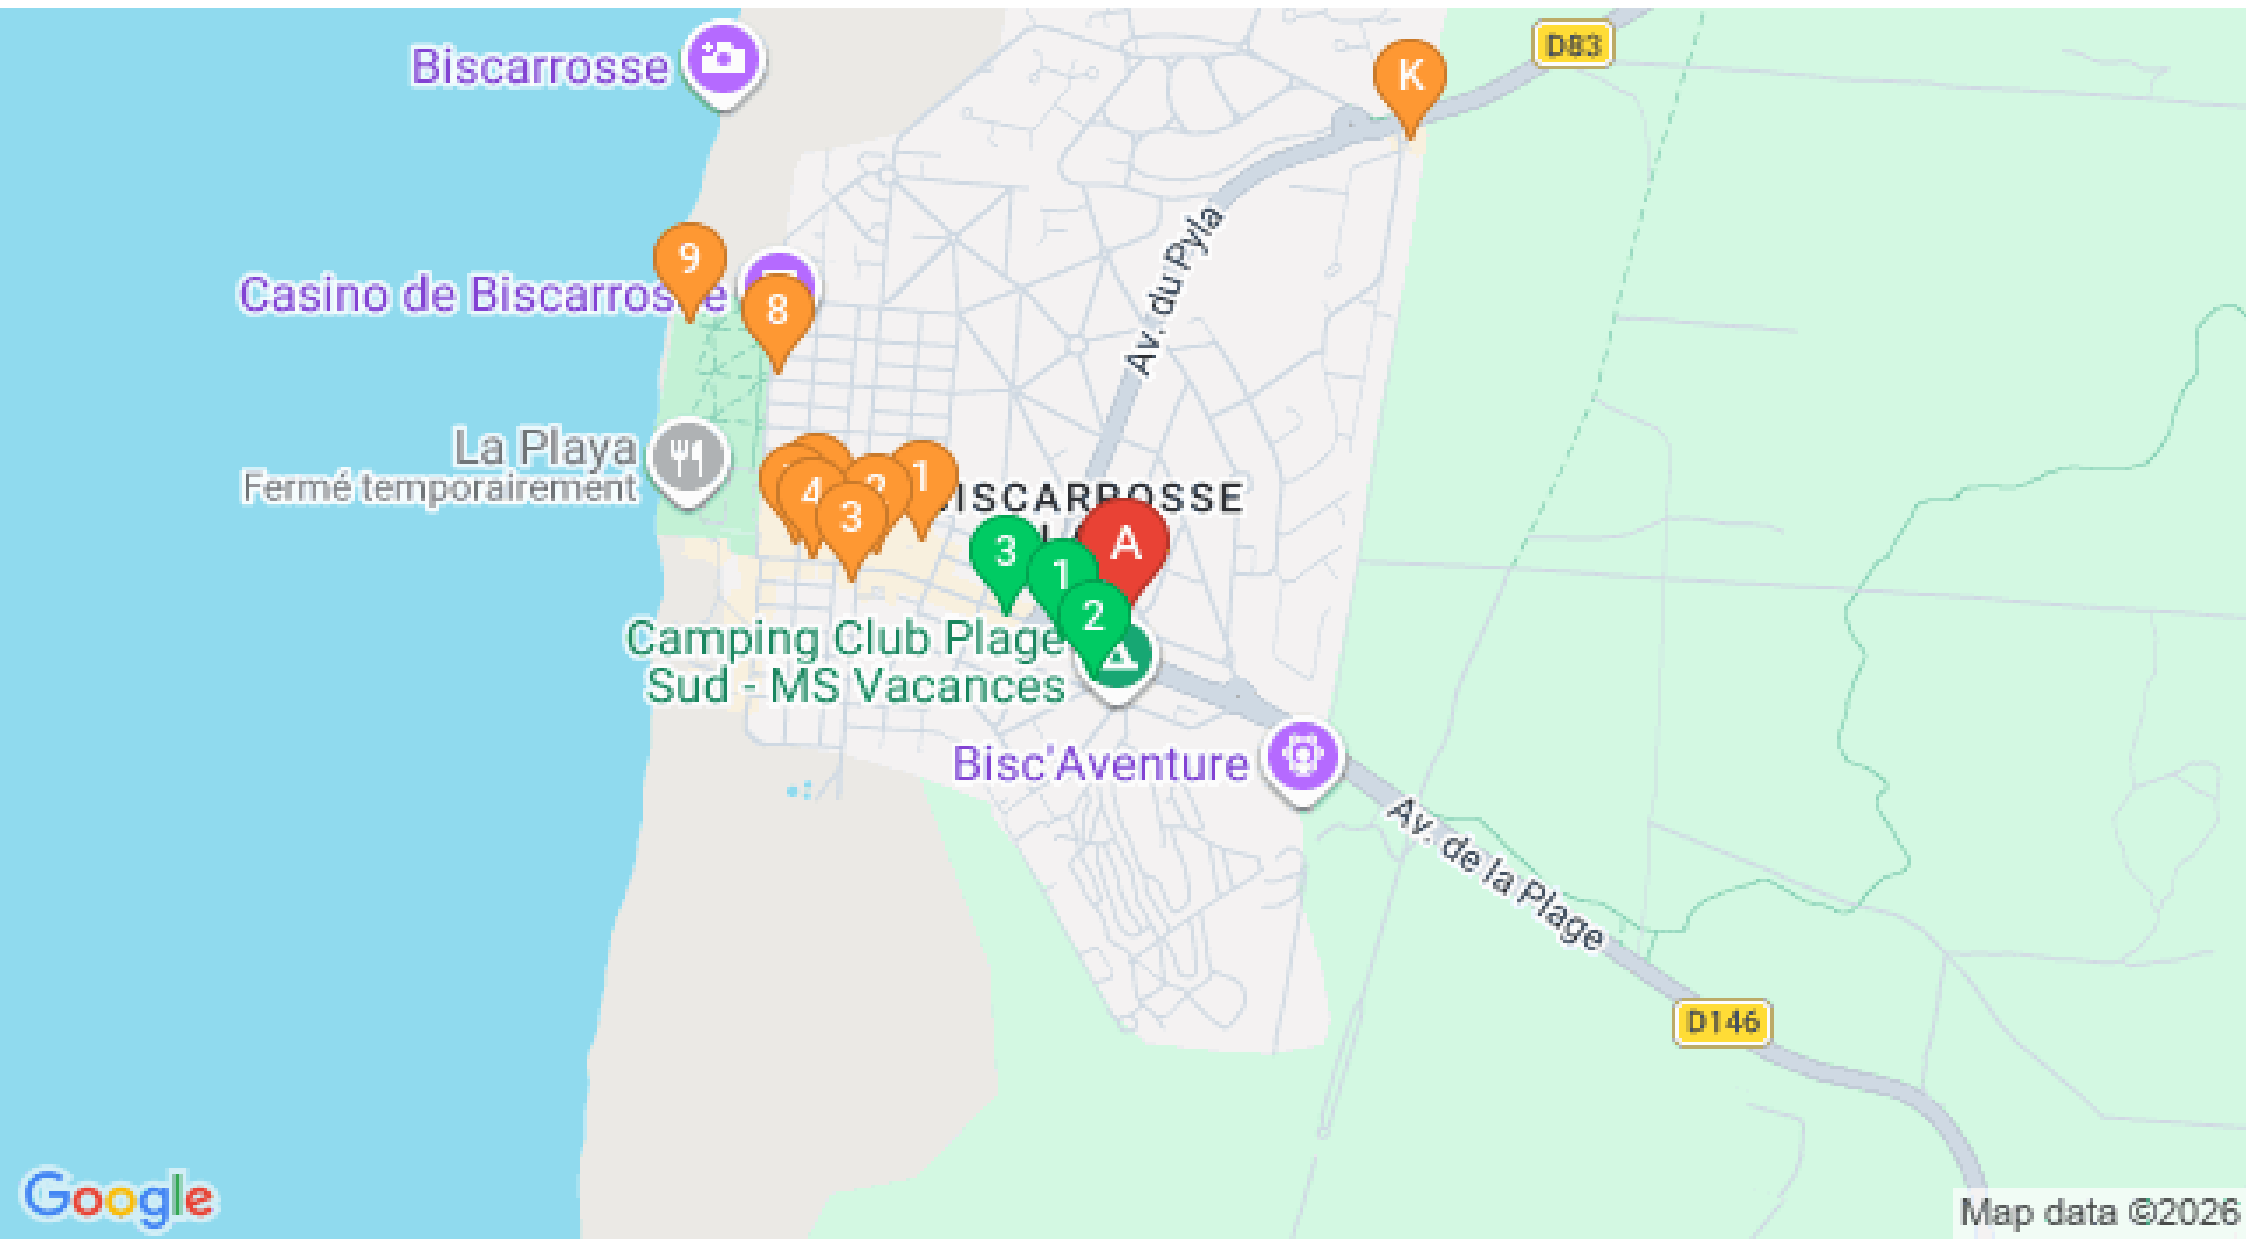 Biscarrosse
D83
K
9
Casino de Biscarrosse
8
Av. du Pyla
La Playa
Fermé temporairement
4
2
1
3
BISCARROSSE
A
3
1
2
Camping Club Plage
Sud - MS Vacances
Bisc'Aventure
Av. de la Plage
D146
Google
Map data ©2026